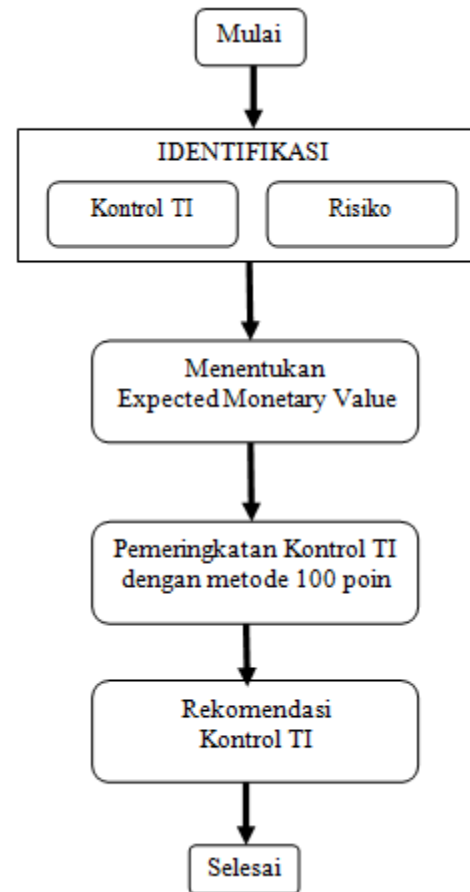 Mulai
IDENTIFIKASI
Kontrol TI
Risiko
Menentukan
Expected Monetary Value
Pemeringkatan Kontrol TI
dengan metode 100 poin
Rekomendasi
Kontrol TI
Selesai